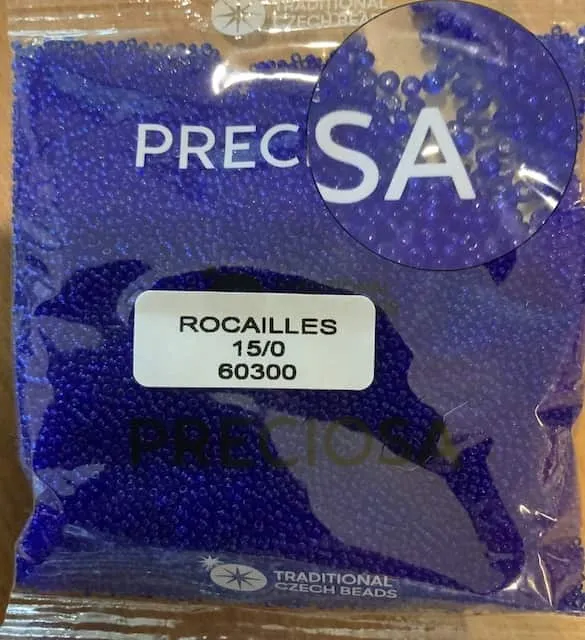 TRADITIONAL
CZECH BEADS
PRECSA
ROCAILLES
15/0
60300
PRECIOSA
TRADITIONAL
CZECH BEADS